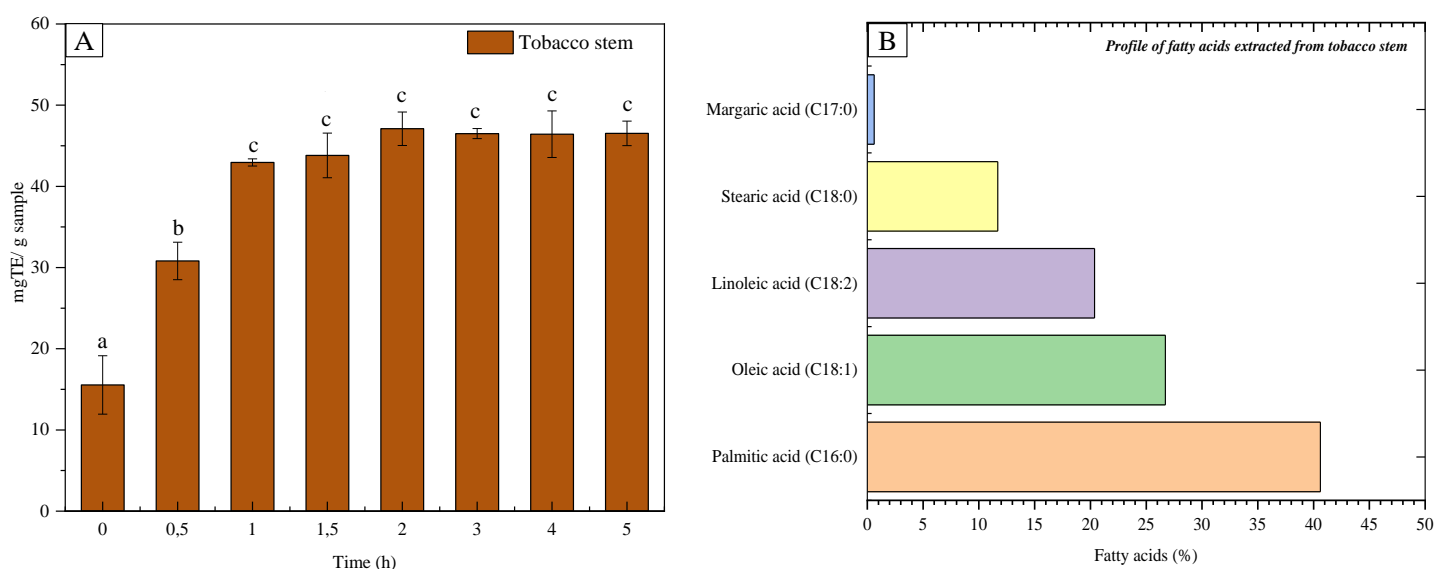 A
Tobacco stem
60
50
40
30
20
10
0
mgTE/ g sample
a
b
c
c
c
c
c
c
0 0,5 1 1,5 2 3 4 5
Time (h)
B
Profile of fatty acids extracted from tobacco stem
Margaric acid (C17:0)
Stearic acid (C18:0)
Linoleic acid (C18:2)
Oleic acid (C18:1)
Palmitic acid (C16:0)
0 5 10 15 20 25 30 35 40 45 50
Fatty acids (%)